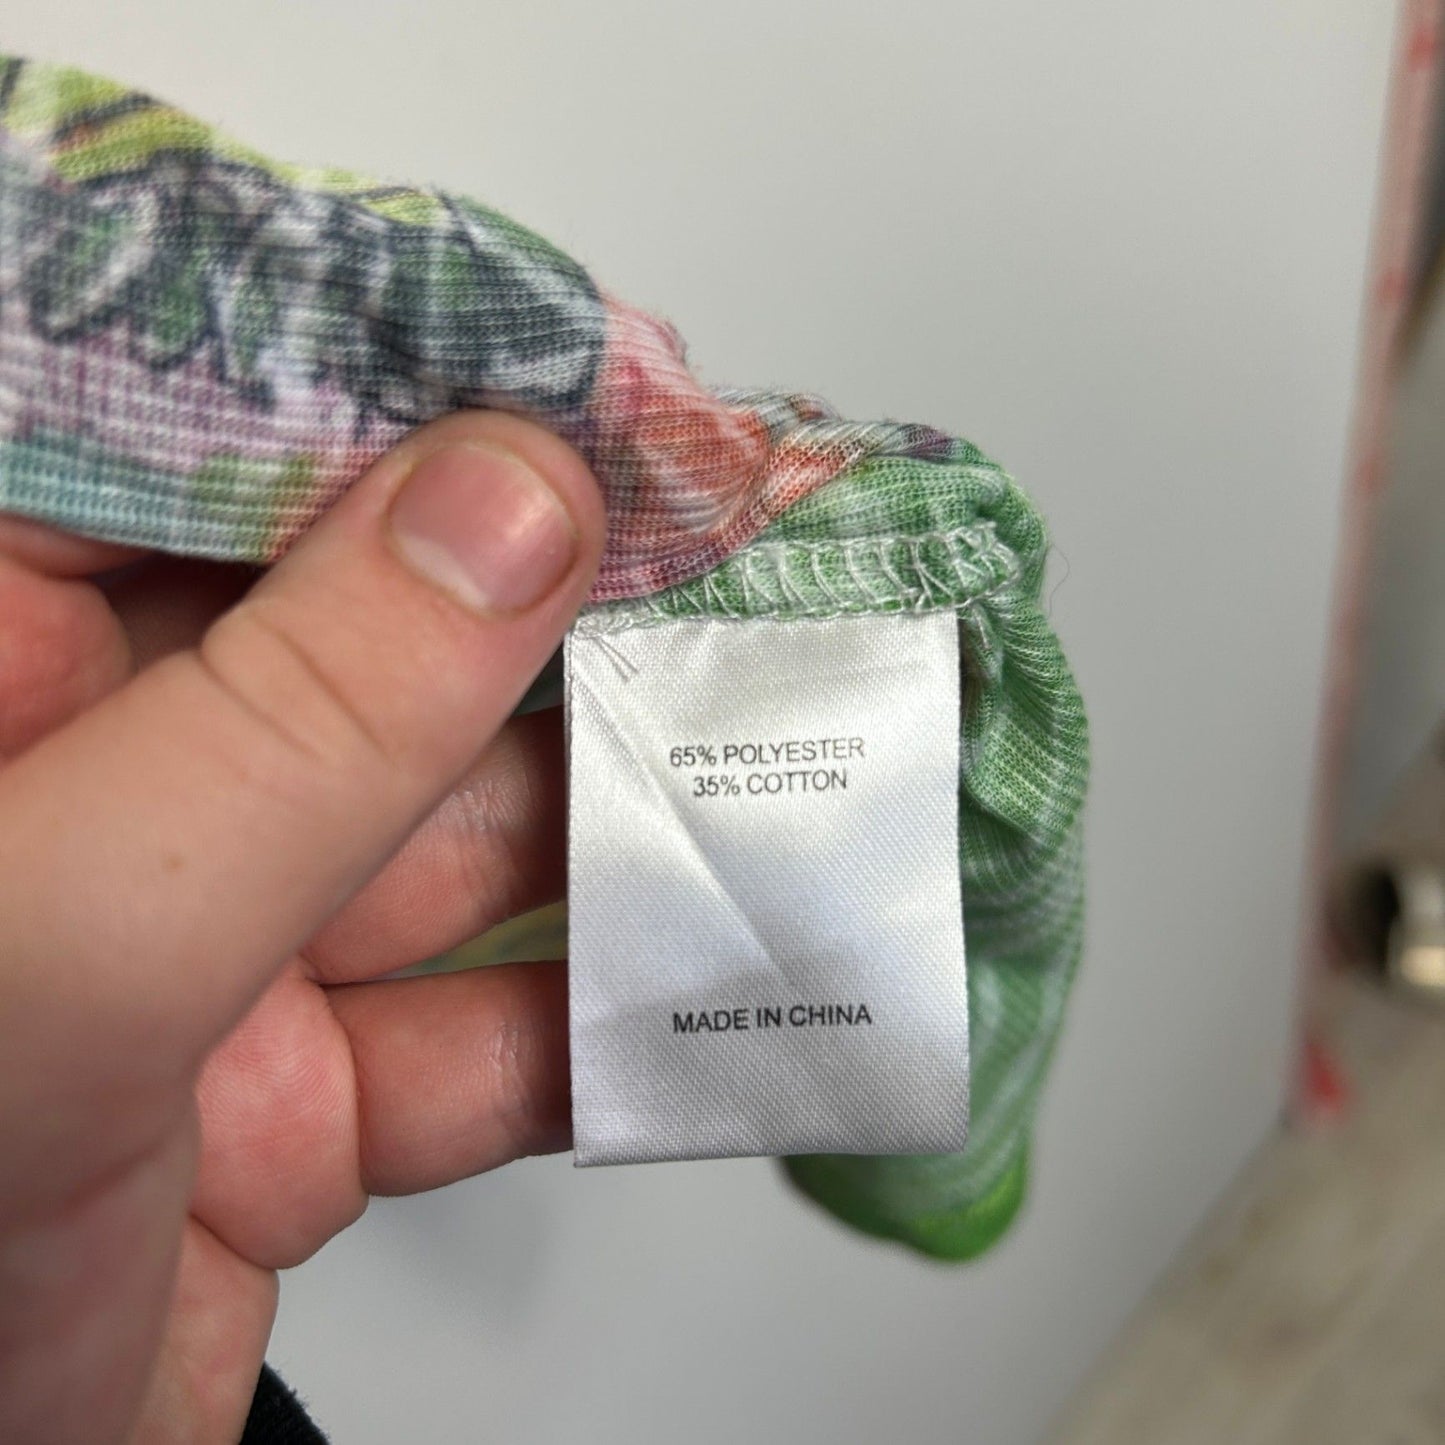 65% POLYESTER
35% COTTON
MADE IN CHINA